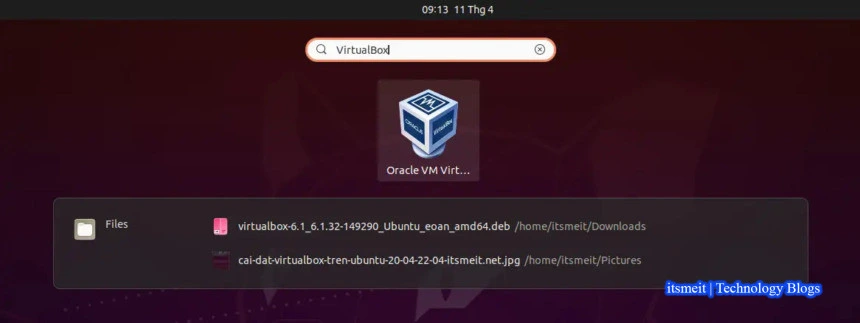 09:13 11 Thg 4
VirtualBox
VM
ORACLE
VirtualBox
Oracle VM Virt...
Files
virtualbox-6.1_6.1.32-149290_Ubuntu_eoan_amd64.deb /home/itsmeit/Downloads
cai-dat-virtualbox-tren-ubuntu-20-04-22-04-itsmeit.net.jpg /home/itsmeit/Pictures
itsmeit | Technology Blogs